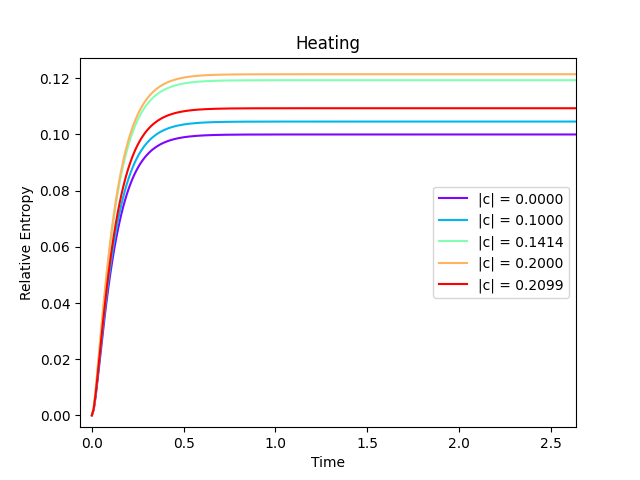 Heating
0.12
0.10
0.08
0.06
0.04
0.02
0.00
Relative Entropy
|c| = 0.0000
|c| = 0.1000
|c| = 0.1414
|c| = 0.2000
|c| = 0.2099
0.0 0.5 1.0 1.5 2.0 2.5
Time